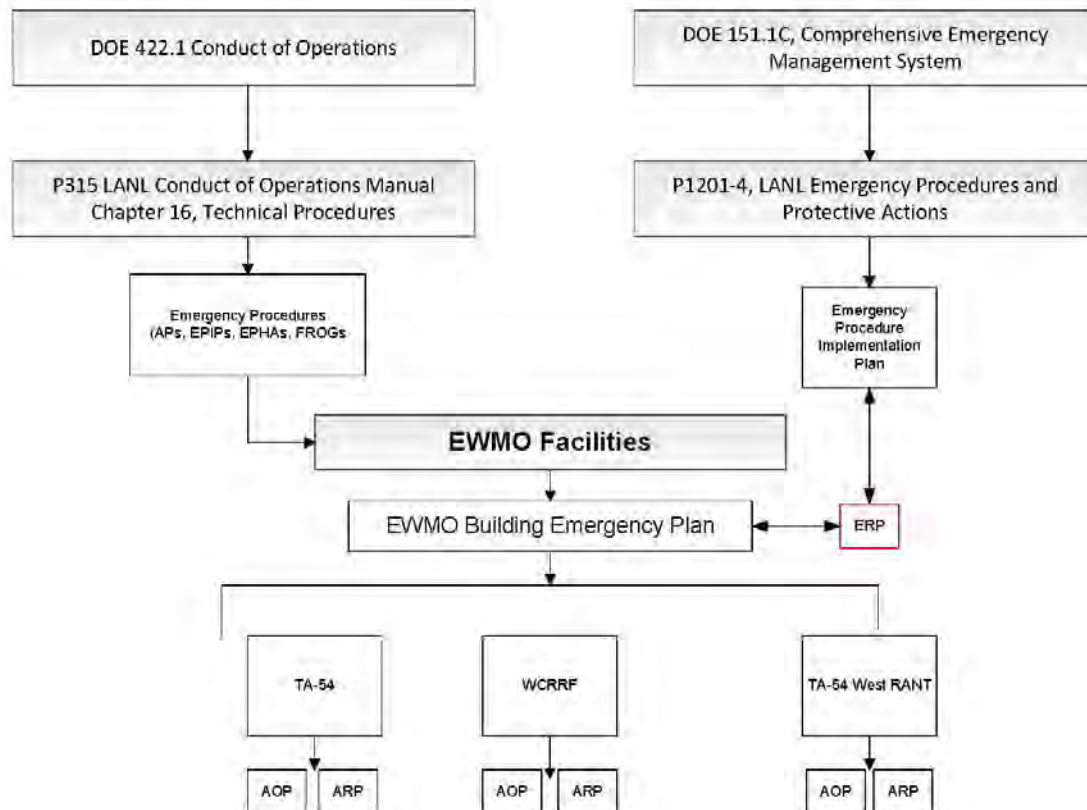 DOE 422.1 Conduct of Operations
DOE 151.1C, Comprehensive Emergency
Management System
P315 LANL Conduct of Operations Manual
Chapter 16, Technical Procedures
P1201-4, LANL Emergency Procedures and
Protective Actions
Emergency Procedures
(APs, EPIPs, EPHAs, FROGs
Emergency
Procedure
Implementation
Plan
EWMO Facilities
EWMO Building Emergency Plan
ERP
TA-54
WCRRF
TA-54 West RANT
AOP
ARP
AOP
ARP
AOP
ARP